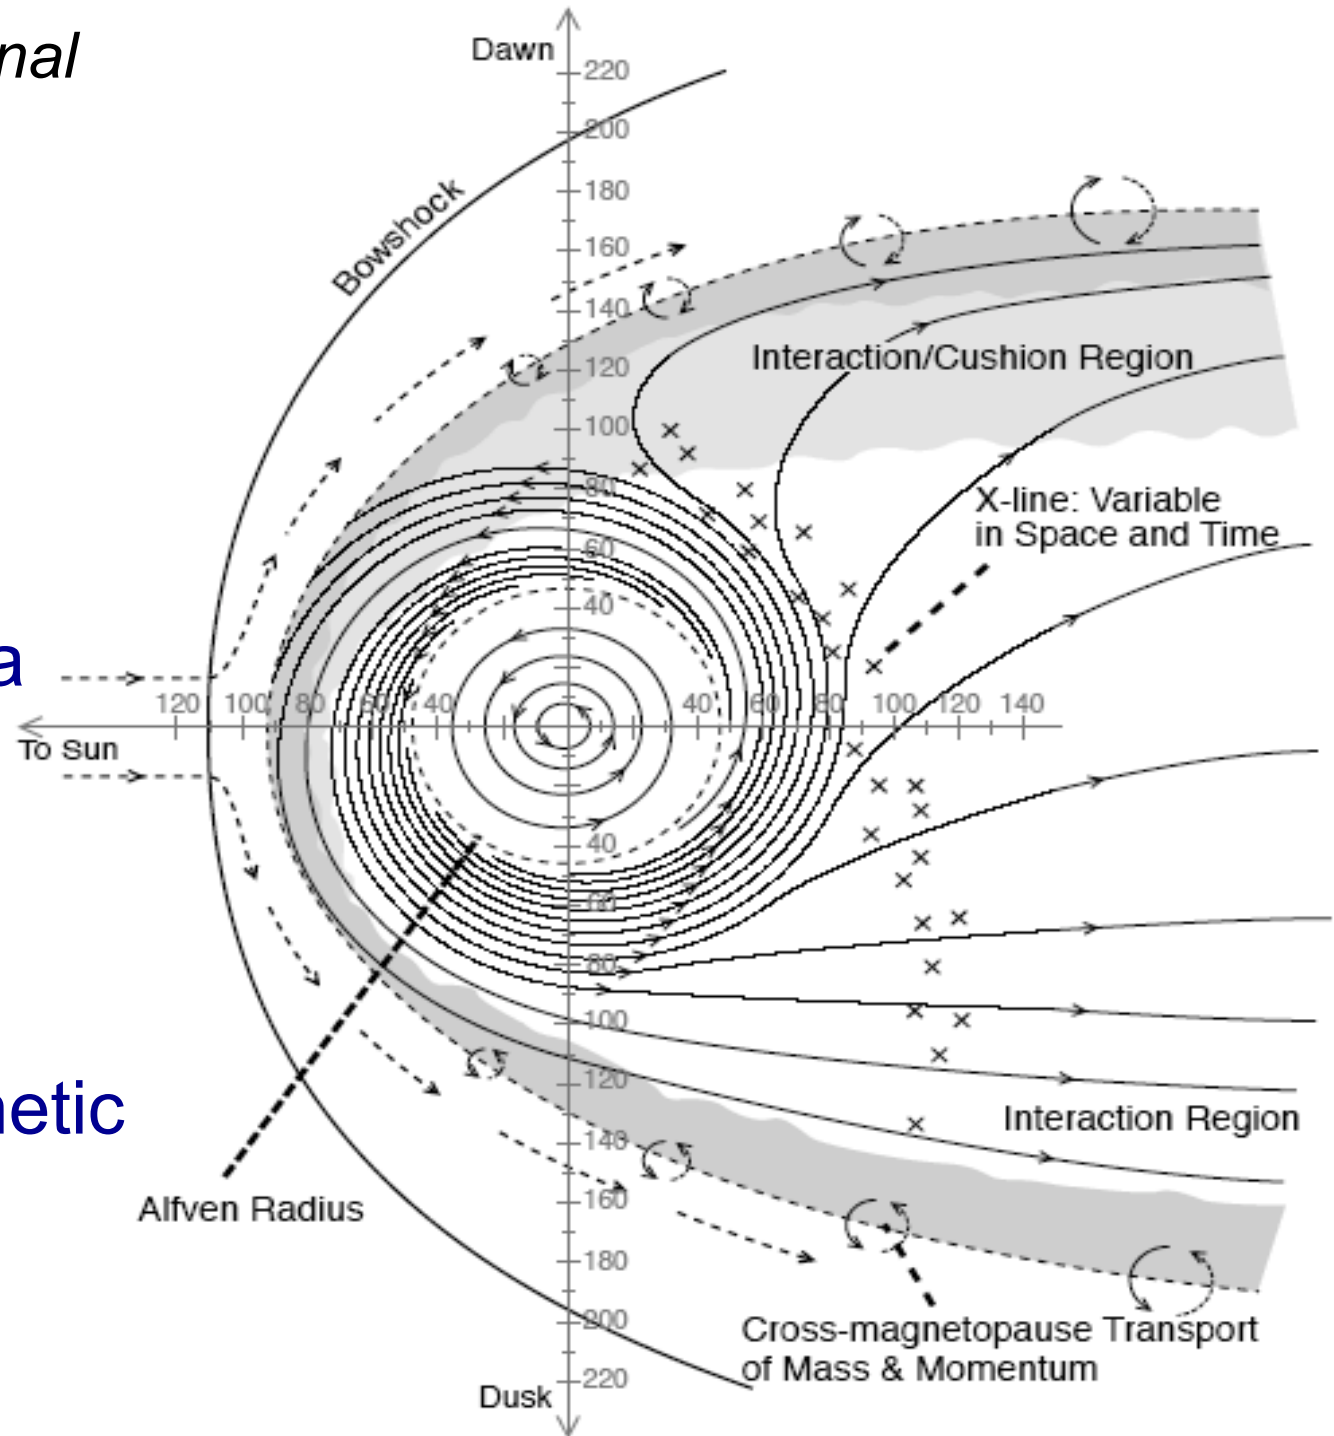 nal
Dawn
220
200
180
160
140
120
100
80
60
40
Bowshock
Interaction/Cushion Region
X-line: Variable
in Space and Time
a
120 100 80 60 40 40 60 80 100 120 140
To Sun
40
60
80
100
120
140
160
180
200
220
netic
Interaction Region
Alfven Radius
Cross-magnetopause Transport
of Mass & Momentum
Dusk